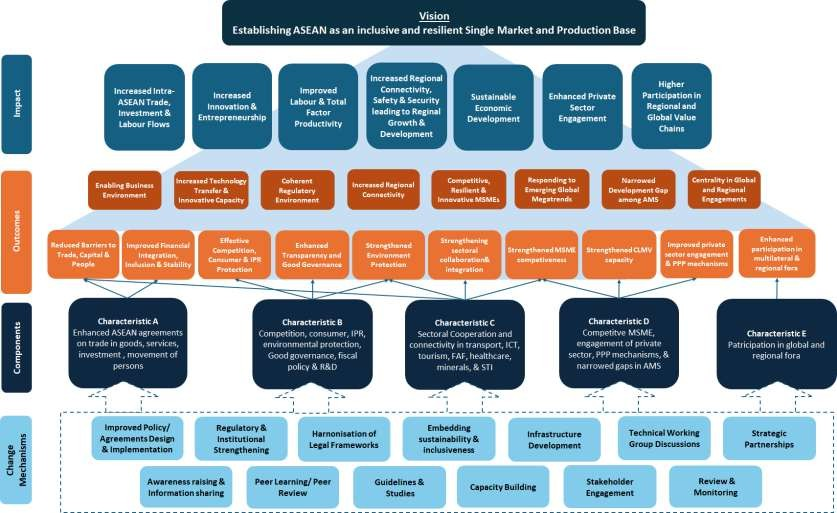 Vision
Establishing ASEAN as an inclusive and resilient Single Market and Production Base
Impact
Increased Intra-
ASEAN Trade,
Investment &
Labour Flows
Increased
Innovation &
Entrepreneurship
Improved
Labour & Total
Factor
Productivity
Increased Regional
Connectivity,
Safety & Security
leading to Reginal
Growth &
Development
Sustainable
Economic
Development
Enhanced Private
Sector
Engagement
Higher
Participation in
Regional and
Global Value
Chains
Outcomes
Enabling Business
Environment
Increased Technology
Transfer &
Innovative Capacity
Coherent
Regulatory
Environment
Increased Regional
Connectivity
Competitive,
Resilient &
Innovative MSMEs
Responding to
Emerging Global
Megatrends
Narrowed
Development Gap
among AMS
Centrality in Global
and Regional
Engagements
Reduced Barriers to
Trade, Capital &
People
Improved Financial
Integration,
Inclusion & Stability
Effective
Competition,
Consumer & IPR
Protection
Enhanced
Transparency and
Good Governance
Strengthened
Environment
Protection
Strengthening
sectoral
collaboration&
integration
Strengthened MSME
competiveness
Strengthened CLMV
capacity
Improved private
sector engagement &
PPP mechanisms
Enhanced
participation in
multilateral &
regional fora
Components
Characteristic A
Enhanced ASEAN agreements
on trade in goods, services,
investment , movement of
persons
Characteristic B
Competition, consumer, IPR,
environmental protection,
Good governance, fiscal
policy & R&D
Characteristic C
Sectoral Cooperation and
connectivity in transport, ICT,
tourism, FAF, healthcare,
minerals, & STI
Characteristic D
Competitve MSME,
engagement of private
sector, PPP mechanisms, &
narrowed gaps in AMS
Characteristic E
Patricipation in global and
regional fora
Change
Mechanisms
Improved Policy/
Agreements Design
& Implementation
Regulatory &
Institutional
Strengthening
Harnonisation of
Legal Frameworks
Embedding
sustainability &
inclusiveness
Infrastructure
Development
Technical Working
Group Discussions
Strategic
Partnerships
Awareness raising &
Information sharing
Peer Learning/ Peer
Review
Guidelines &
Studies
Capacity Building
Stakeholder
Engagement
Review &
Monitoring